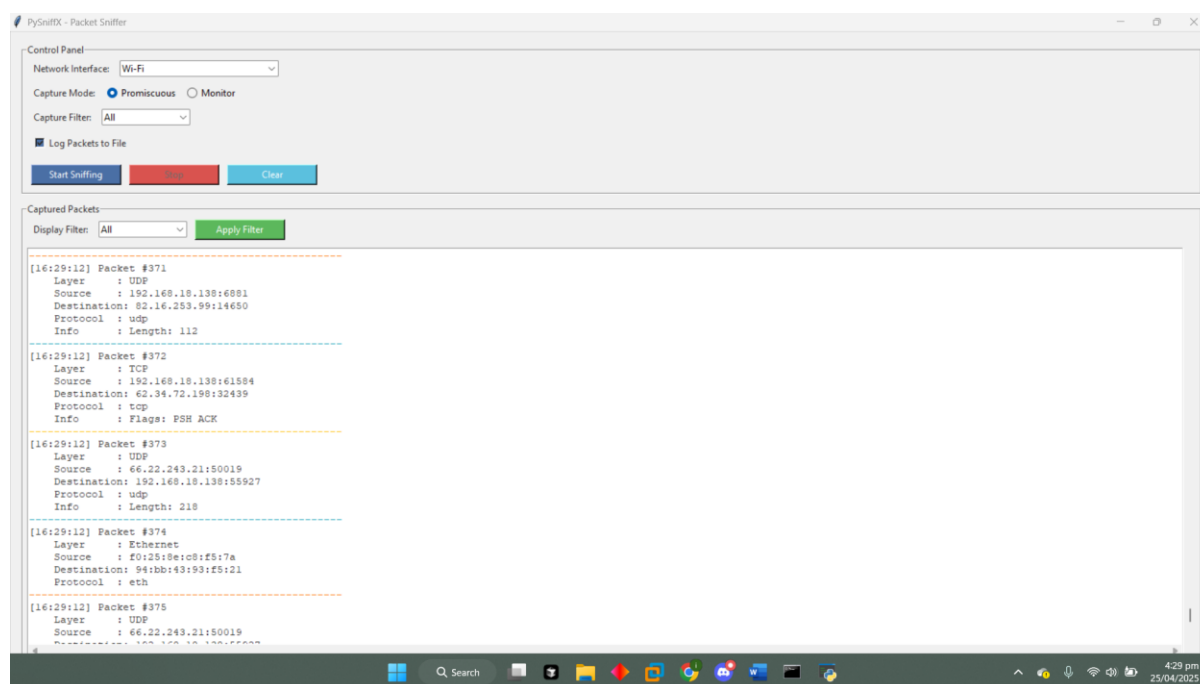 PySniffX - Packet Sniffer
Control Panel
Network Interface: Wi-Fi
Capture Mode: Promiscuous Monitor
Capture Filter: All
Log Packets to File
Start Sniffing Stop Clear
Captured Packets
Display Filter: All Apply Filter
[16:29:12] Packet #371
Layer : UDP
Source : 192.168.18.138:6881
Destination: 82.16.253.99:14650
Protocol : udp
Info : Length: 112
[16:29:12] Packet #372
Layer : TCP
Source : 192.168.18.138:61584
Destination: 62.34.72.198:32439
Protocol : tcp
Info : Flags: PSH ACK
[16:29:12] Packet #373
Layer : UDP
Source : 66.22.243.21:50019
Destination: 192.168.18.138:55927
Protocol : udp
Info : Length: 218
[16:29:12] Packet #374
Layer : Ethernet
Source : f0:25:8e:c8:f5:7a
Destination: 94:bb:43:93:f5:21
Protocol : eth
[16:29:12] Packet #375
Layer : UDP
Source : 66.22.243.21:50019
Destination: 192.168.18.138:55927
Search
4:29 pm
25/04/2025